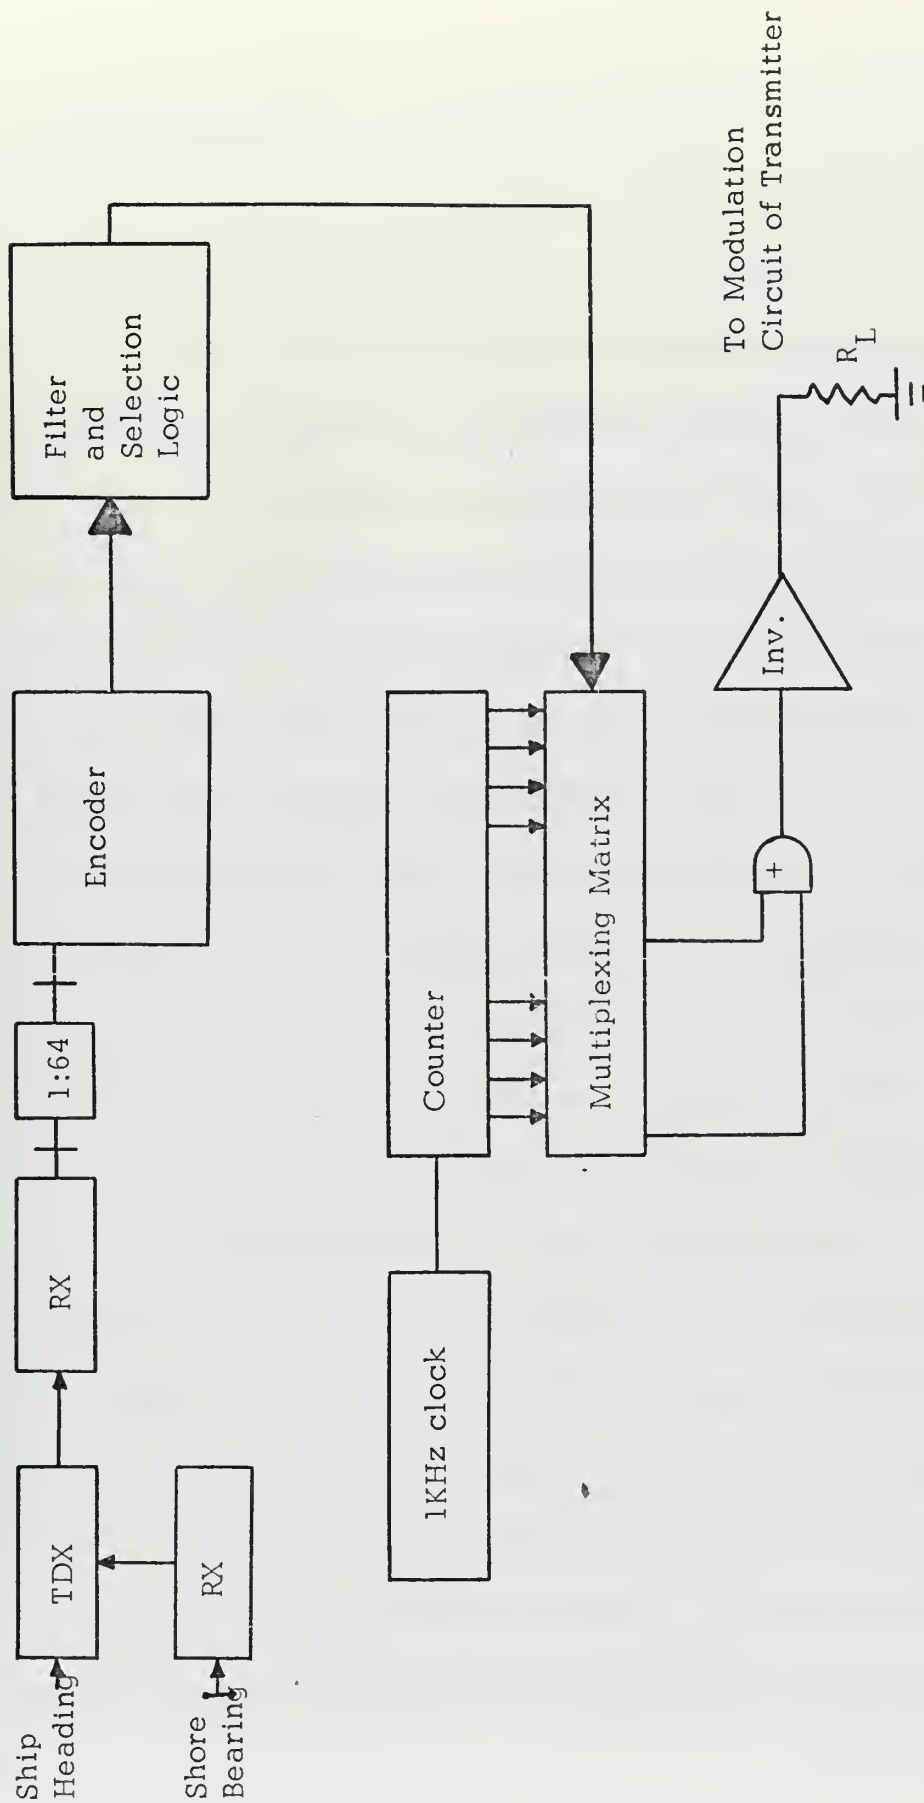 Ship
Heading
TDX
RX
1:64
Encoder
Filter
and
Selection
Logic
Shore
Bearing
RX
1KHz clock
Counter
Multiplexing Matrix
+
Inv.
To Modulation
Circuit of Transmitter
R_L